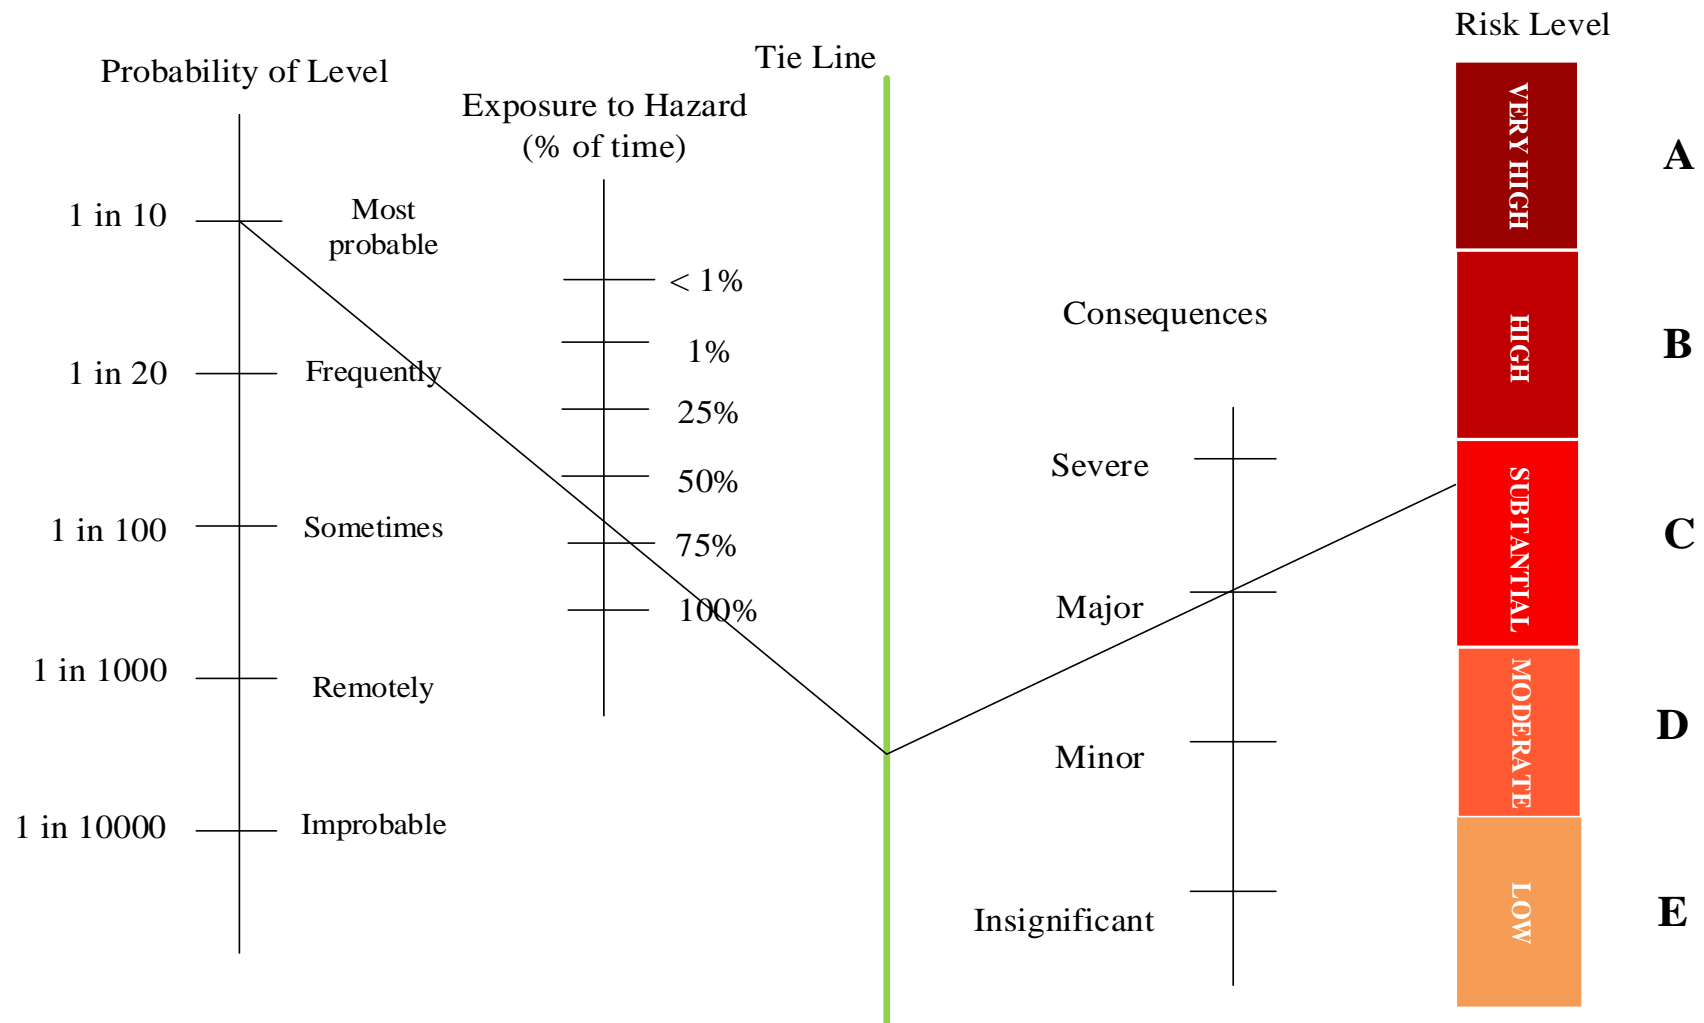 Risk Level
Tie Line
Probability of Level
Exposure to Hazard
(% of time)
1 in 10
Most
probable
1 in 20
Frequently
1 in 100
Sometimes
1 in 1000
Remotely
1 in 10000
Improbable
< 1%
1%
25%
50%
75%
100%
Consequences
Severe
Major
Minor
Insignificant
VERY HIGH
A
HIGH
B
SUBTANTIAL
C
MODERATE
D
LOW
E